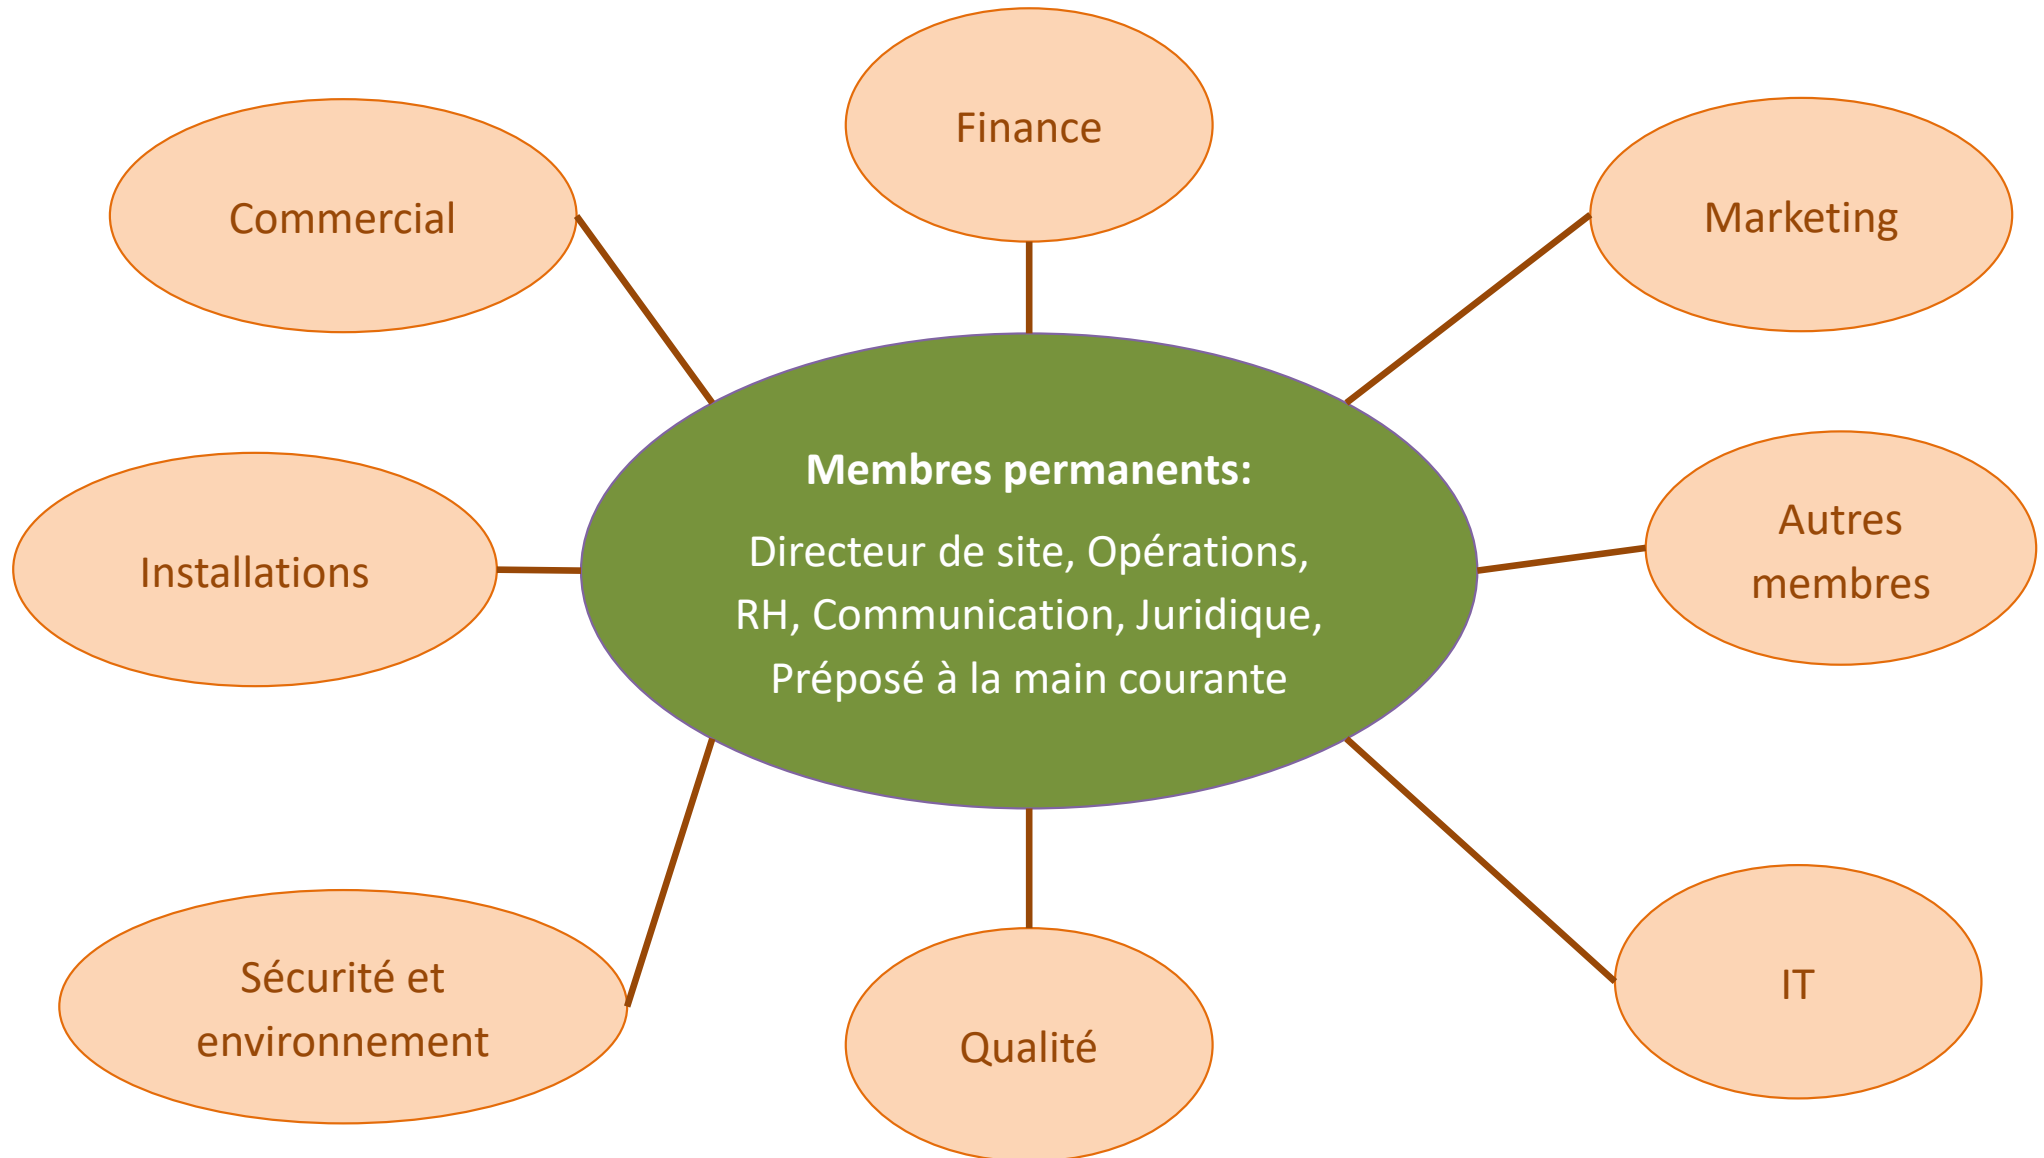 Finance
Commercial
Marketing
Membres permanents:
Directeur de site, Opérations,
RH, Communication, Juridique,
Préposé à la main courante
Installations
Autres
membres
Sécurité et
environnement
Qualité
IT